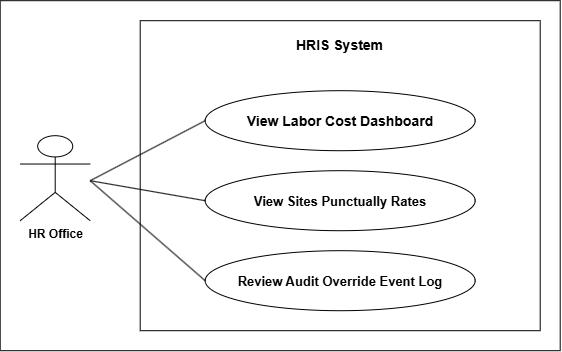 HRIS System
View Labor Cost Dashboard
View Sites Punctually Rates
HR Office
Review Audit Override Event Log